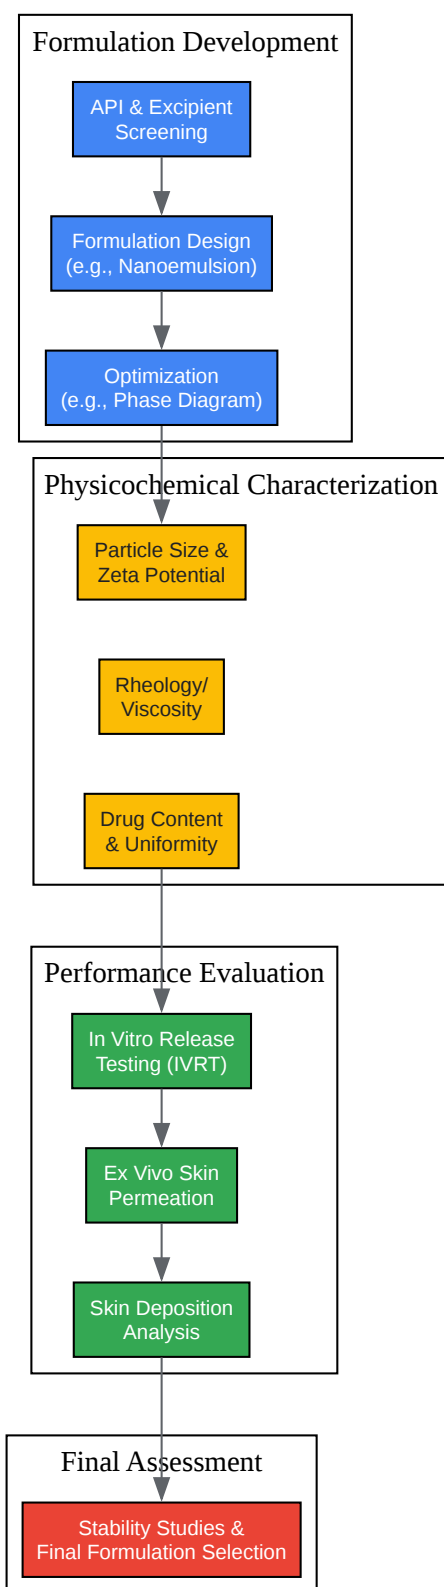 Formulation Development
API & Excipient
Screening
Formulation Design
(e.g., Nanoemulsion)
Optimization
(e.g., Phase Diagram)
Physicochemical Characterization
Particle Size &
Zeta Potential
Rheology/
Viscosity
Drug Content
& Uniformity
Performance Evaluation
In Vitro Release
Testing (IVRT)
Ex Vivo Skin
Permeation
Skin Deposition
Analysis
Final Assessment
Stability Studies &
Final Formulation Selection